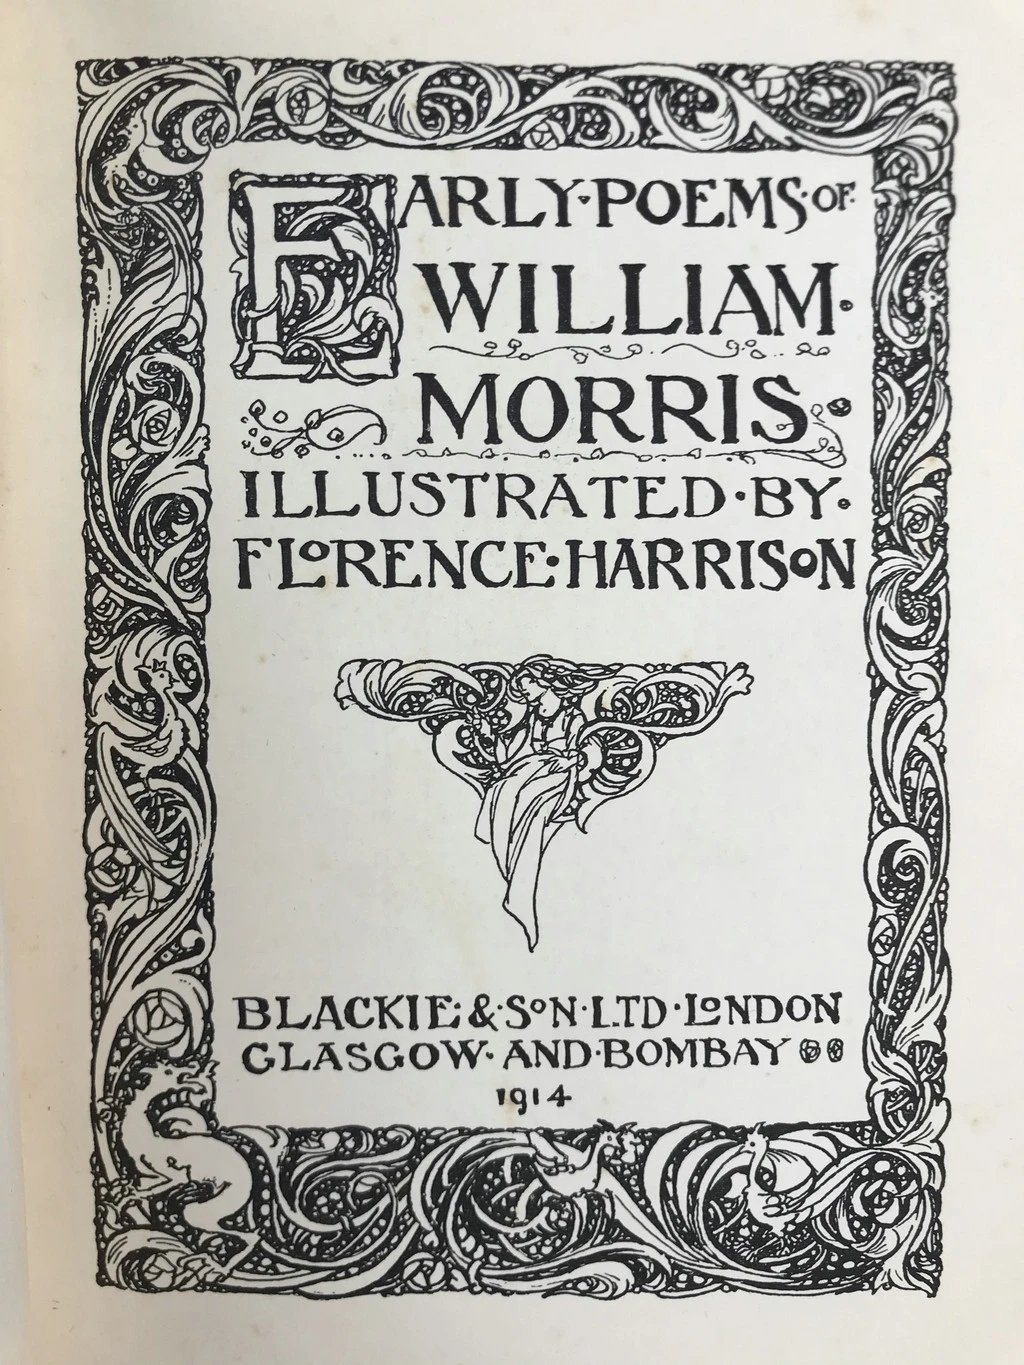 EARLY·POEMS·OF·
WILLIAM·
MORRIS·
ILLUSTRATED·BY·
FLORENCE·HARRISON
BLACKIE·&·SON·LTD·LONDON
GLASGOW·AND·BOMBAY
1914